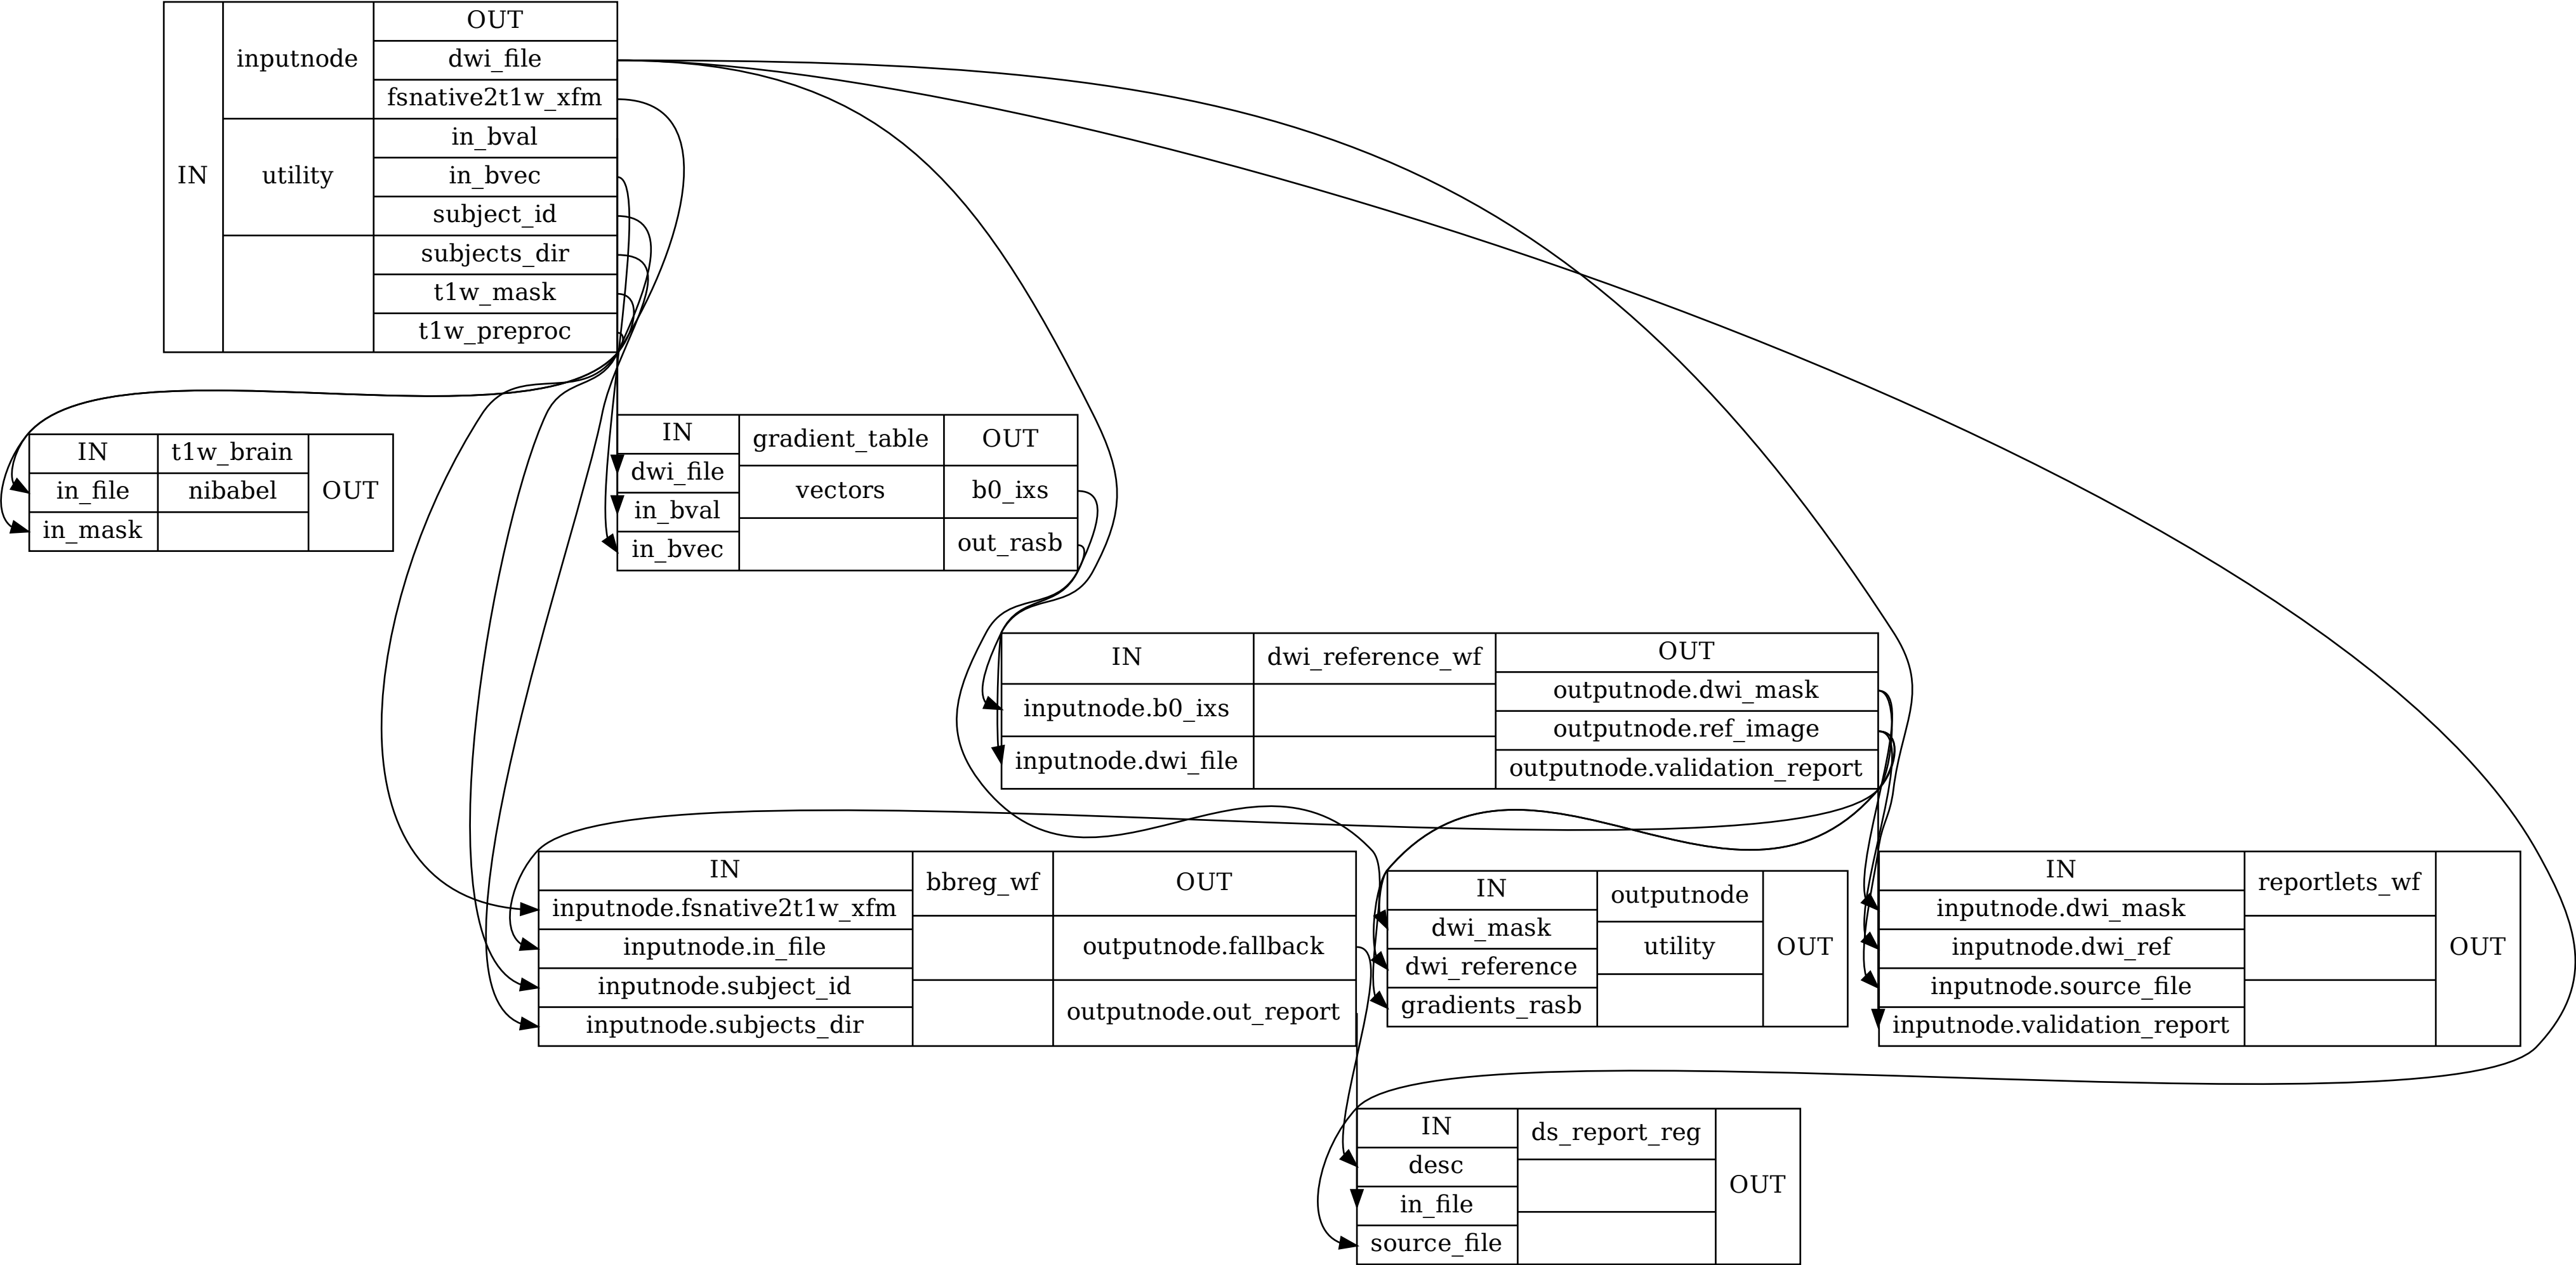 IN
inputnode
utility
OUT
dwi_file
fsnative2t1w_xfm
in_bval
in_bvec
subject_id
subjects_dir
t1w_mask
t1w_preproc
IN
in_file
in_mask
t1w_brain
nibabel
OUT
IN
dwi_file
in_bval
in_bvec
gradient_table
vectors
OUT
b0_ixs
out_rasb
IN
inputnode.b0_ixs
inputnode.dwi_file
dwi_reference_wf
OUT
outputnode.dwi_mask
outputnode.ref_image
outputnode.validation_report
IN
inputnode.fsnative2t1w_xfm
inputnode.in_file
inputnode.subject_id
inputnode.subjects_dir
bbreg_wf
OUT
outputnode.fallback
outputnode.out_report
IN
dwi_mask
dwi_reference
gradients_rasb
outputnode
utility
OUT
IN
inputnode.dwi_mask
inputnode.dwi_ref
inputnode.source_file
inputnode.validation_report
reportlets_wf
OUT
IN
desc
in_file
source_file
ds_report_reg
OUT